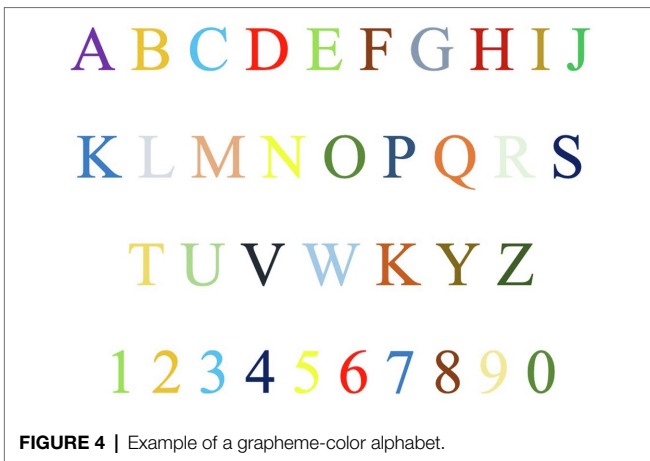 A B C D E F G H I J
K L M N O P Q R S
T U V W K Y Z
1 2 3 4 5 6 7 8 9 0
FIGURE 4 | Example of a grapheme-color alphabet.